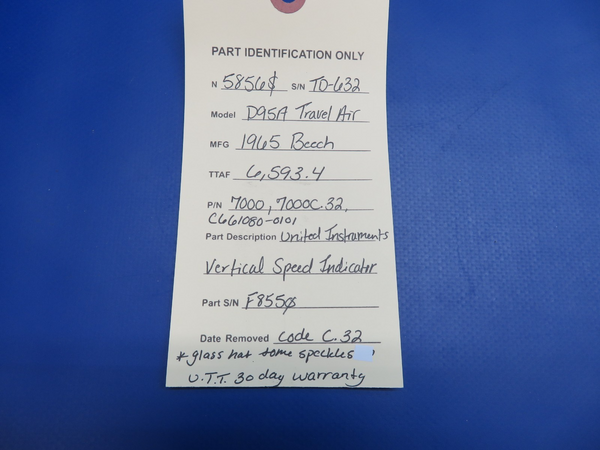 PART IDENTIFICATION ONLY
N 5856S S/N TD-632
Model D95A Travel Air
MFG 1965 Beech
TTAF 6,593.4
P/N 7000, 7000C.32,
C661080-0101
Part Description United Instruments
Vertical Speed Indicator
Part S/N F855Ø
Date Removed Code C.32
* glass has some speckles
U.T.T. 30 day warranty